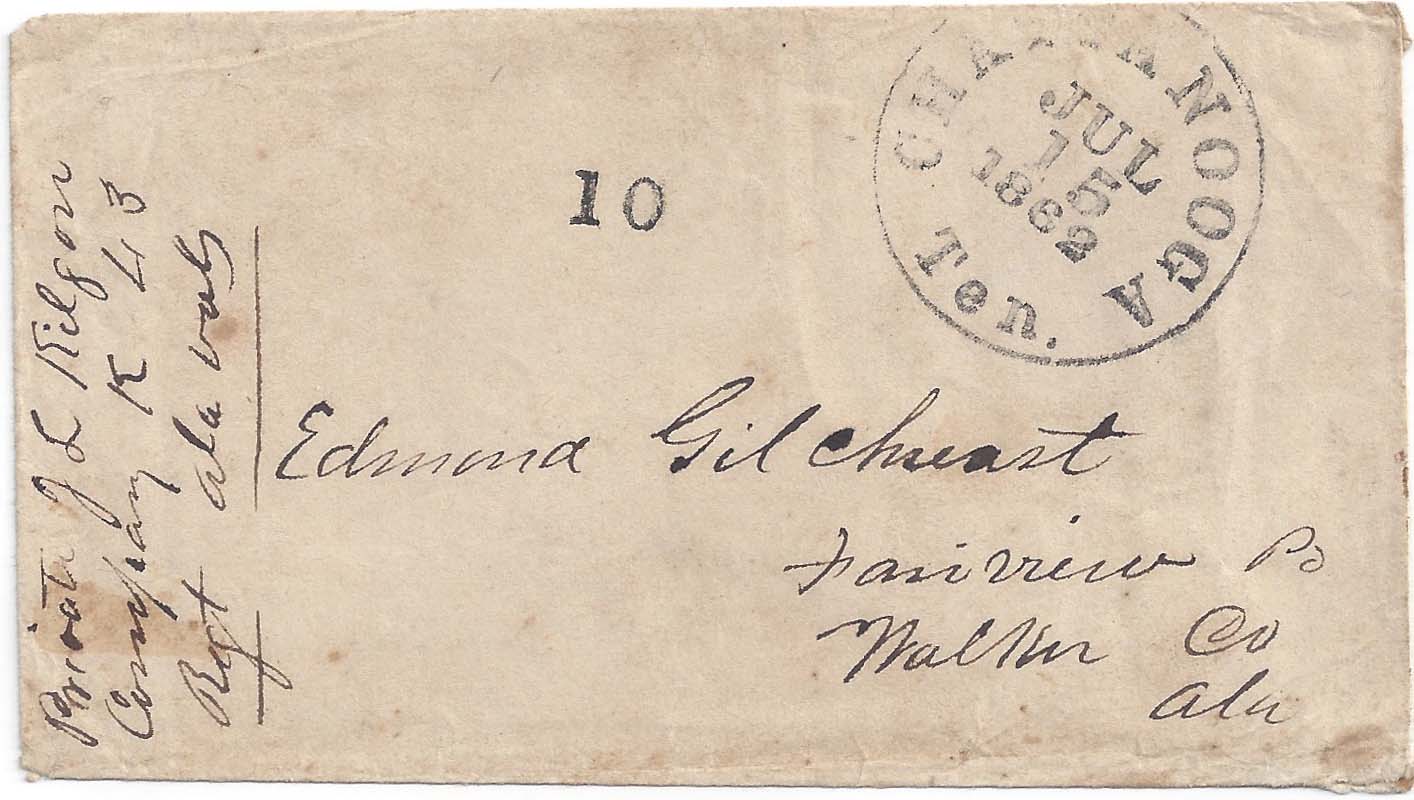 CHATTANOOGA
JUL
15
1862
Ten.
10
Private J L Kilgore
Company K 43
Regt Ala vols
Edmond Gilchreast
Fairview Po
Walker Co
Ala